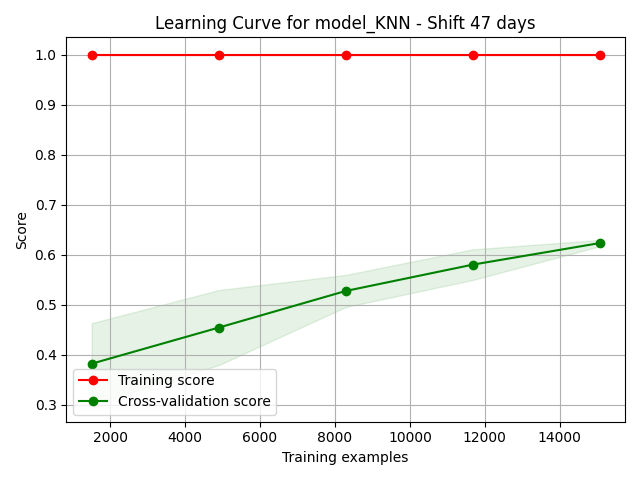 Learning Curve for model_KNN - Shift 47 days
Score
1.0
0.9
0.8
0.7
0.6
0.5
0.4
0.3
Training score
Cross-validation score
2000 4000 6000 8000 10000 12000 14000
Training examples